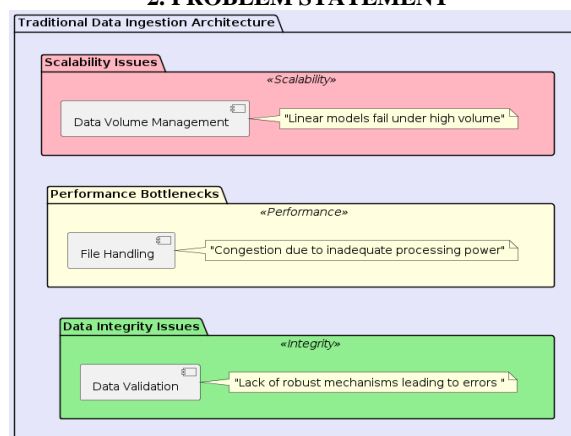 2. PROBLEM STATEMENT
Traditional Data Ingestion Architecture
Scalability Issues
«Scalability»
Data Volume Management
"Linear models fail under high volume"
Performance Bottlenecks
«Performance»
File Handling
"Congestion due to inadequate processing power"
Data Integrity Issues
«Integrity»
Data Validation
"Lack of robust mechanisms leading to errors "